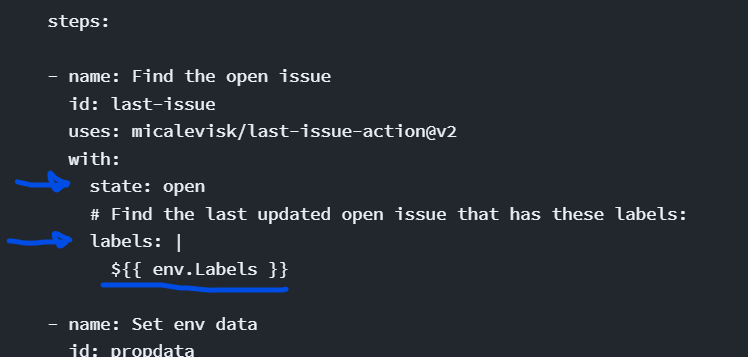 steps:
- name: Find the open issue
id: last-issue
uses: micalevisk/last-issue-action@v2
with:
state: open
# Find the last updated open issue that has these labels:
labels: |
${{ env.Labels }}
- name: Set env data
id: propdata